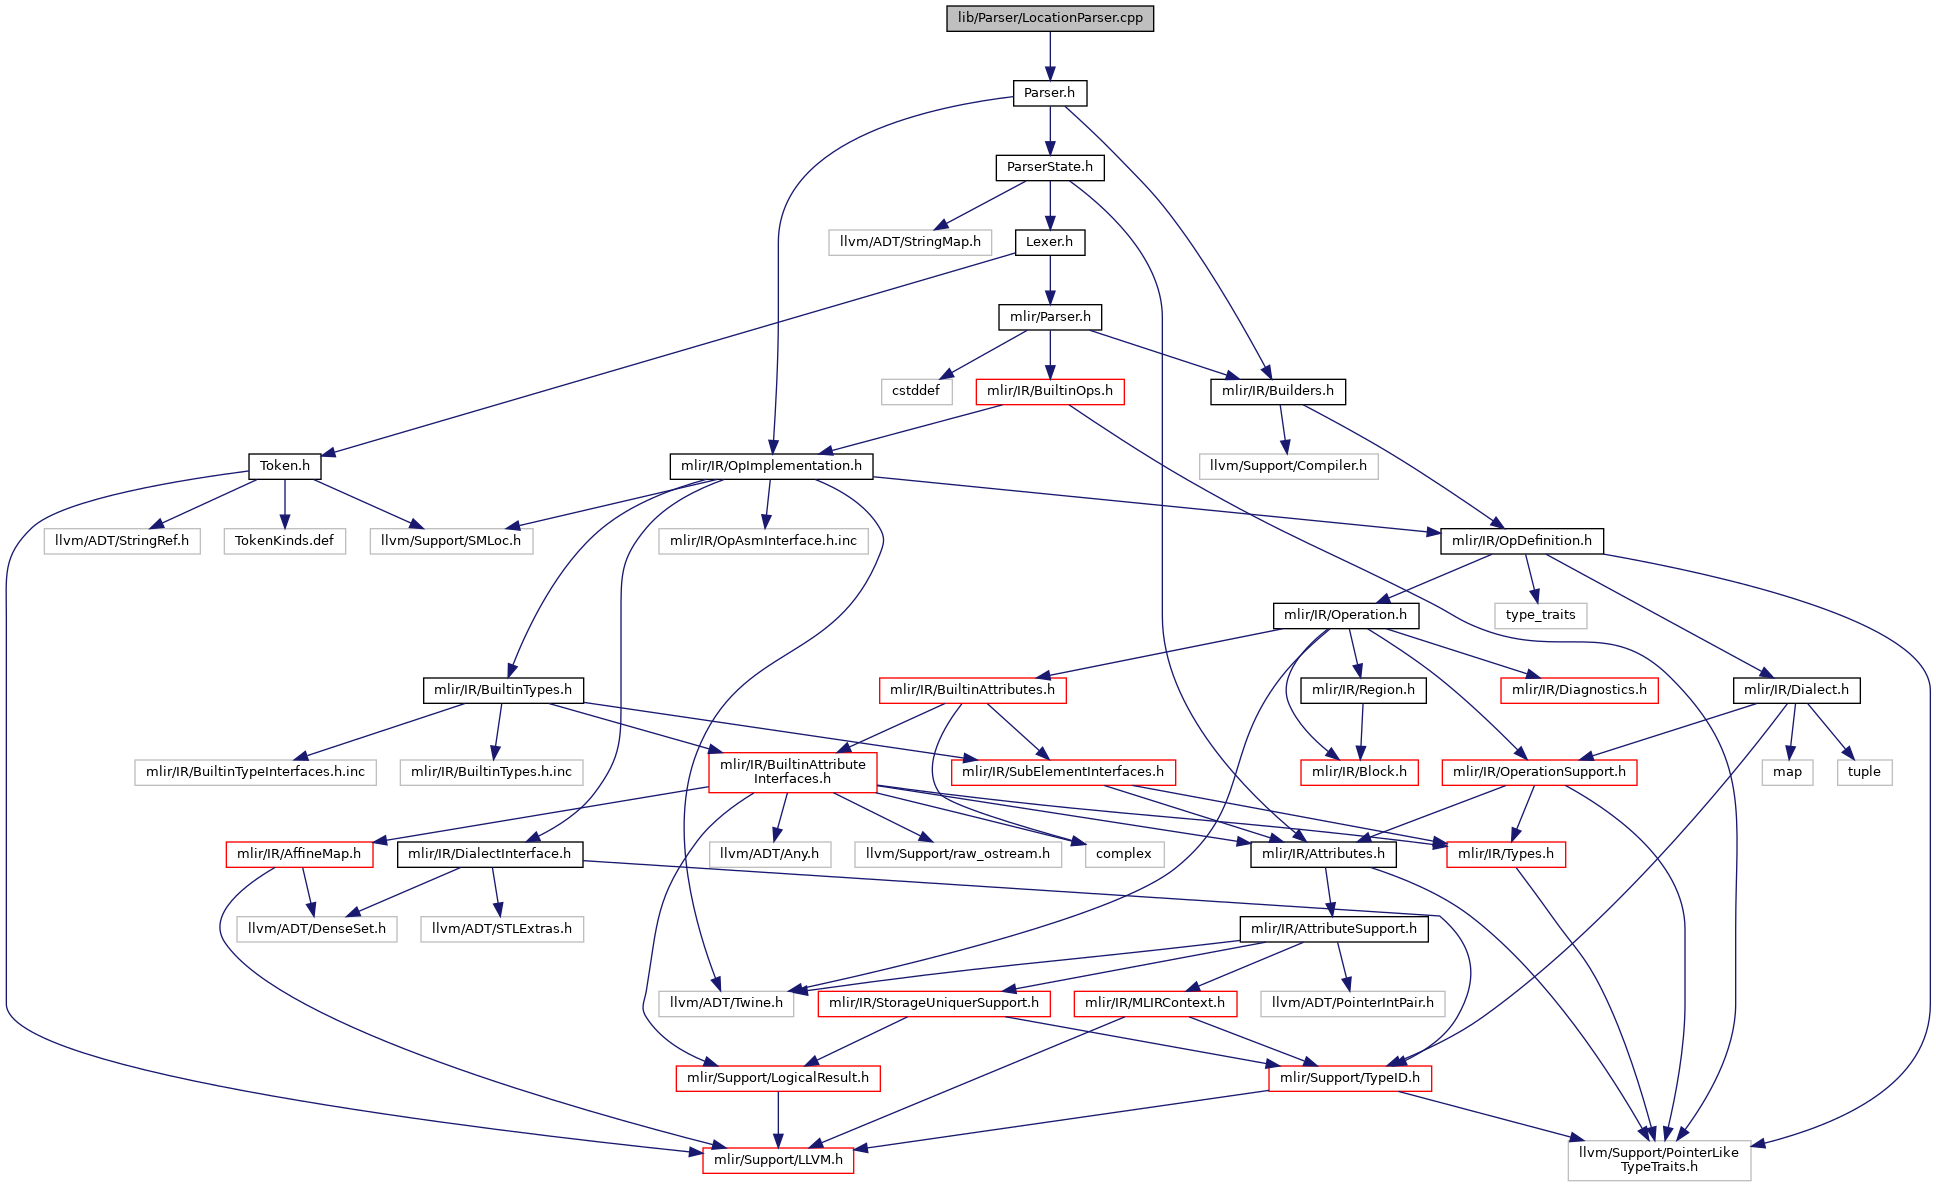 lib/Parser/LocationParser.cpp
Parser.h
ParserState.h
llvm/ADT/StringMap.h
Lexer.h
mlir/Parser.h
cstddef
mlir/IR/BuiltinOps.h
mlir/IR/Builders.h
Token.h
mlir/IR/OpImplementation.h
llvm/Support/Compiler.h
llvm/ADT/StringRef.h
TokenKinds.def
llvm/Support/SMLoc.h
mlir/IR/OpAsmInterface.h.inc
mlir/IR/OpDefinition.h
mlir/IR/Operation.h
type_traits
mlir/IR/BuiltinTypes.h
mlir/IR/BuiltinAttributes.h
mlir/IR/Region.h
mlir/IR/Diagnostics.h
mlir/IR/Dialect.h
mlir/IR/BuiltinTypeInterfaces.h.inc
mlir/IR/BuiltinTypes.h.inc
mlir/IR/BuiltinAttribute
Interfaces.h
mlir/IR/SubElementInterfaces.h
mlir/IR/Block.h
mlir/IR/OperationSupport.h
map
tuple
mlir/IR/AffineMap.h
mlir/IR/DialectInterface.h
llvm/ADT/Any.h
llvm/Support/raw_ostream.h
complex
mlir/IR/Attributes.h
mlir/IR/Types.h
llvm/ADT/DenseSet.h
llvm/ADT/STLExtras.h
mlir/IR/AttributeSupport.h
llvm/ADT/Twine.h
mlir/IR/StorageUniquerSupport.h
mlir/IR/MLIRContext.h
llvm/ADT/PointerIntPair.h
mlir/Support/LogicalResult.h
mlir/Support/TypeID.h
mlir/Support/LLVM.h
llvm/Support/PointerLike
TypeTraits.h